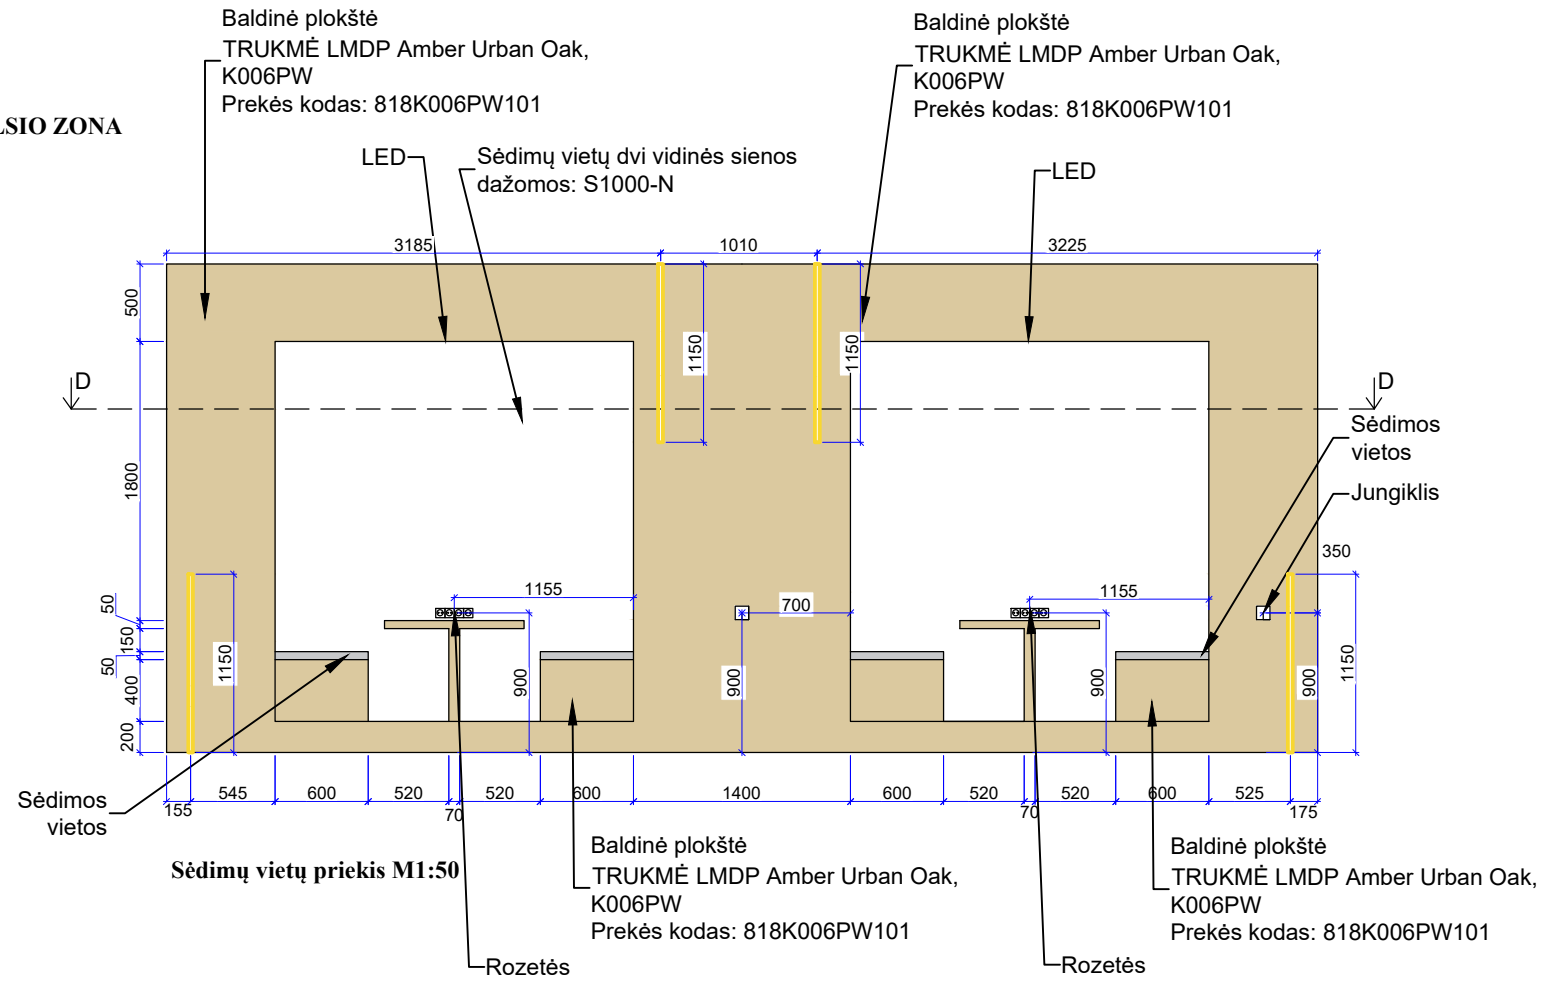 Baldinė plokštė
TRUKMĖ LMDP Amber Urban Oak,
K006PW
Prekės kodas: 818K006PW101
Baldinė plokštė
TRUKMĖ LMDP Amber Urban Oak,
K006PW
Prekės kodas: 818K006PW101
LSIO ZONA
LED
Sėdimų vietų dvi vidinės sienos
dažomos: S1000-N
LED
3185
1010
3225
500
1150
1150
D
D
Sėdimos
vietos
1800
Jungiklis
350
1155
1155
50
700
150
1150
50
900
900
900
900
1150
400
200
155
545
600
520
70
520
600
1400
600
520
70
520
600
525
175
Sėdimos
vietos
Sėdimų vietų priekis M1:50
Baldinė plokštė
TRUKMĖ LMDP Amber Urban Oak,
K006PW
Prekės kodas: 818K006PW101
Baldinė plokštė
TRUKMĖ LMDP Amber Urban Oak,
K006PW
Prekės kodas: 818K006PW101
Rozetės
Rozetės